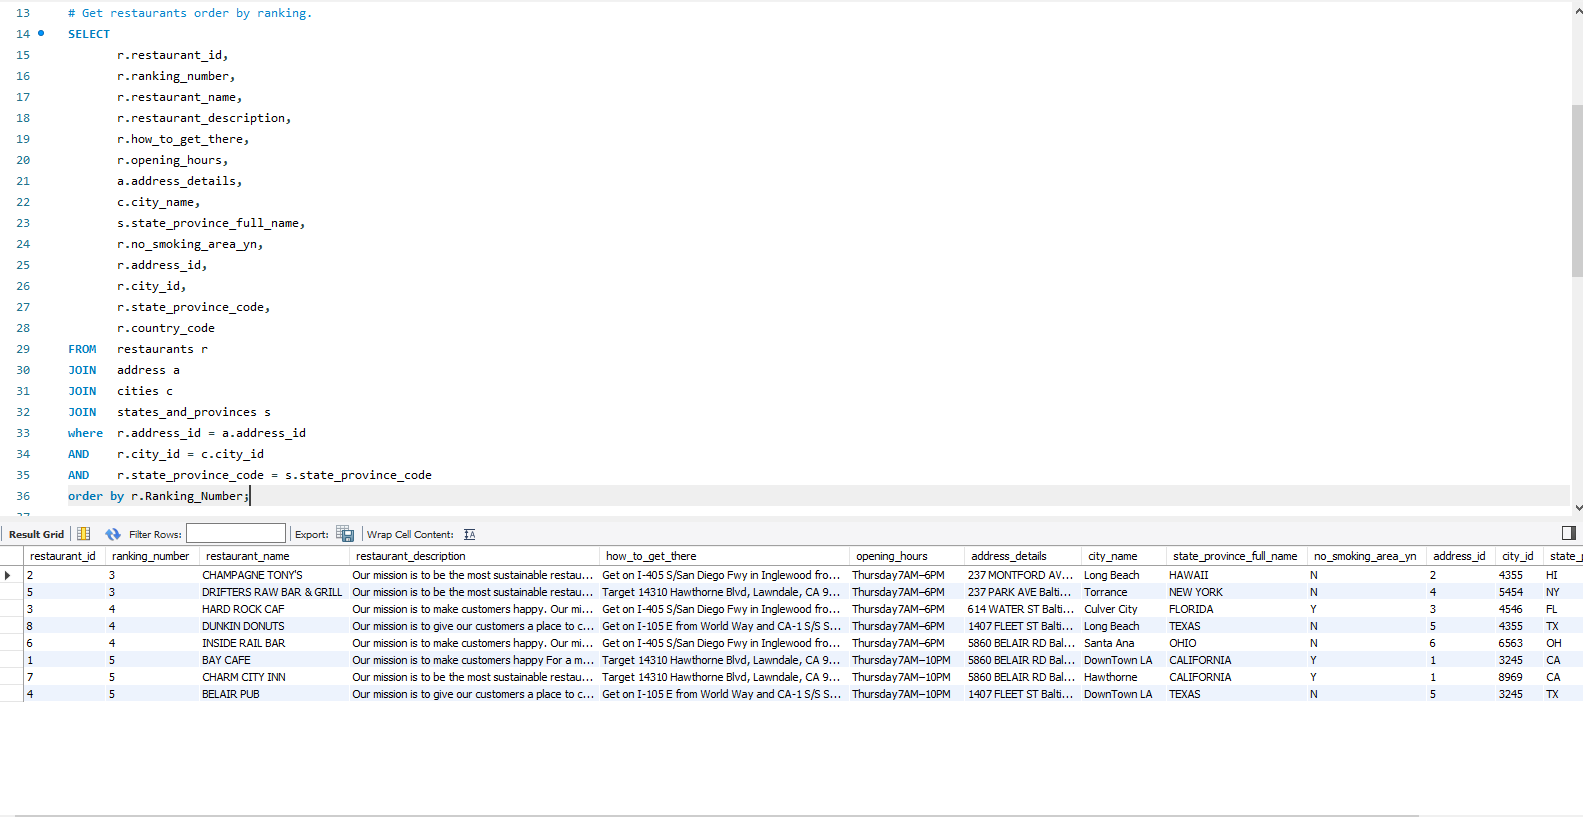 13 # Get restaurants order by ranking.
14 SELECT
15 r.restaurant_id,
16 r.ranking_number,
17 r.restaurant_name,
18 r.restaurant_description,
19 r.how_to_get_there,
20 r.opening_hours,
21 a.address_details,
22 c.city_name,
23 s.state_province_full_name,
24 r.no_smoking_area_yn,
25 r.address_id,
26 r.city_id,
27 r.state_province_code,
28 r.country_code
29 FROM restaurants r
30 JOIN address a
31 JOIN cities c
32 JOIN states_and_provinces s
33 where r.address_id = a.address_id
34 AND r.city_id = c.city_id
35 AND r.state_province_code = s.state_province_code
36 order by r.Ranking_Number;
Result Grid Filter Rows: Export: Wrap Cell Content: IA
restaurant_id ranking_number restaurant_name restaurant_description how_to_get_there opening_hours address_details city_name state_province_full_name no_smoking_area_yn address_id city_id state_
2 3 CHAMPAGNE TONY'S Our mission is to be the most sustainable restau... Get on I-405 S/San Diego Fwy in Inglewood fro... Thursday7AM–6PM 237 MONTFORD AV... Long Beach HAWAII N 2 4355 HI
5 3 DRIFTERS RAW BAR & GRILL Our mission is to be the most sustainable restau... Target 14310 Hawthorne Blvd, Lawndale, CA 9... Thursday7AM–6PM 237 PARK AVE Balti... Torrance NEW YORK N 4 5454 NY
3 4 HARD ROCK CAF Our mission is to make customers happy. Our mi... Get on I-405 S/San Diego Fwy in Inglewood fro... Thursday7AM–6PM 614 WATER ST Balti... Culver City FLORIDA Y 3 4546 FL
8 4 DUNKIN DONUTS Our mission is to give our customers a place to c... Get on I-105 E from World Way and CA-1 S/S S... Thursday7AM–6PM 1407 FLEET ST Balti... Long Beach TEXAS N 5 4355 TX
6 4 INSIDE RAIL BAR Our mission is to make customers happy. Our mi... Get on I-405 S/San Diego Fwy in Inglewood fro... Thursday7AM–6PM 5860 BELAIR RD Bal... Santa Ana OHIO N 6 6563 OH
1 5 BAY CAFE Our mission is to make customers happy For a m... Target 14310 Hawthorne Blvd, Lawndale, CA 9... Thursday7AM–10PM 5860 BELAIR RD Bal... DownTown LA CALIFORNIA Y 1 3245 CA
7 5 CHARM CITY INN Our mission is to be the most sustainable restau... Target 14310 Hawthorne Blvd, Lawndale, CA 9... Thursday7AM–10PM 5860 BELAIR RD Bal... Hawthorne CALIFORNIA Y 1 8969 CA
4 5 BELAIR PUB Our mission is to give our customers a place to c... Get on I-105 E from World Way and CA-1 S/S S... Thursday7AM–10PM 1407 FLEET ST Balti... DownTown LA TEXAS N 5 3245 TX